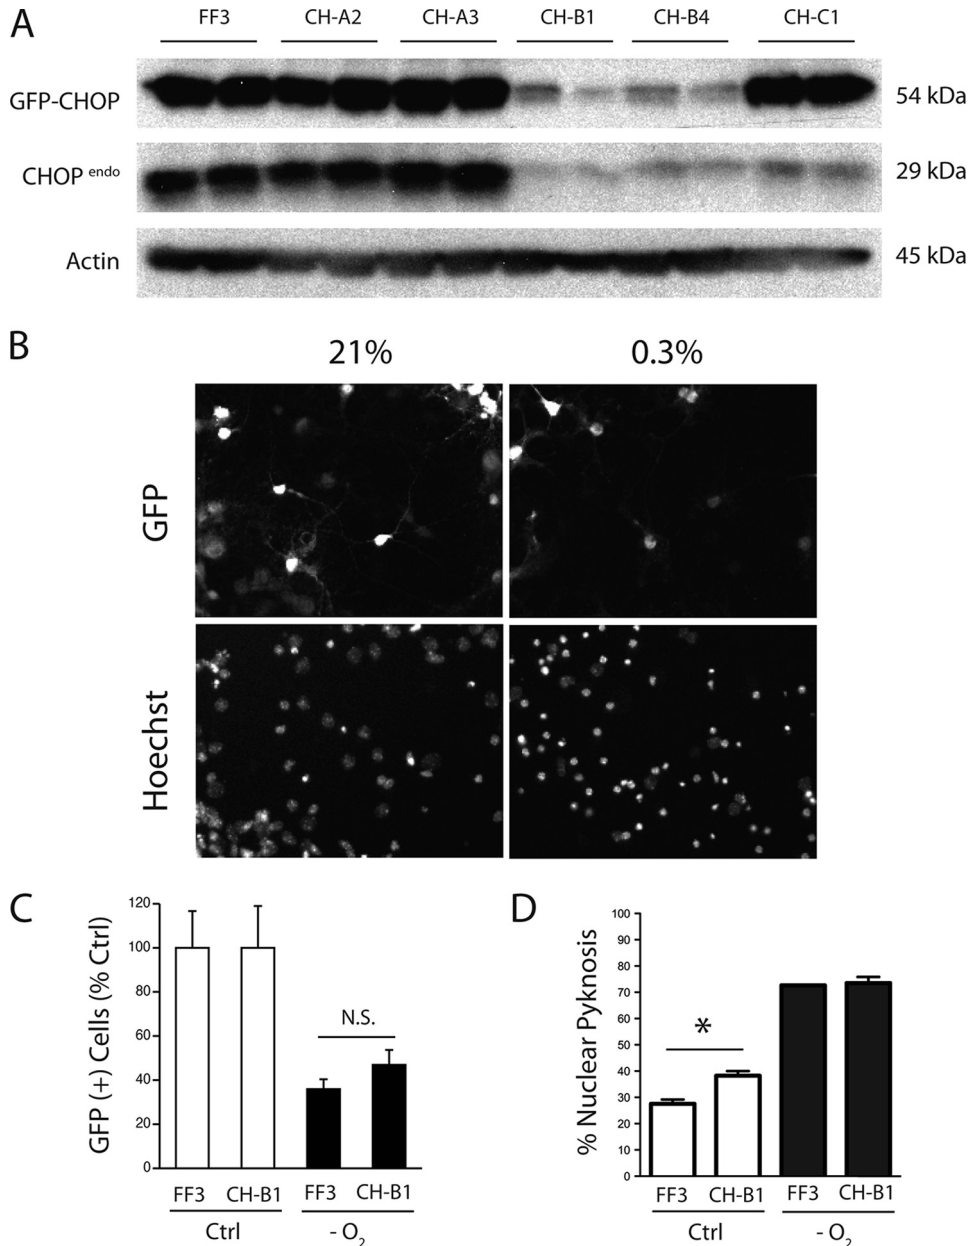 A
FF3 CH-A2 CH-A3 CH-B1 CH-B4 CH-C1
GFP-CHOP 54 kDa
CHOP endo 29 kDa
Actin 45 kDa
B
21% 0.3%
GFP
Hoechst
C
GFP (+) Cells (% Ctrl)
120
100
80
60
40
20
0
N.S.
FF3 CH-B1 FF3 CH-B1
Ctrl - O2
D
% Nuclear Pyknosis
100
90
80
70
60
50
40
30
20
10
0
*
FF3 CH-B1 FF3 CH-B1
Ctrl - O2